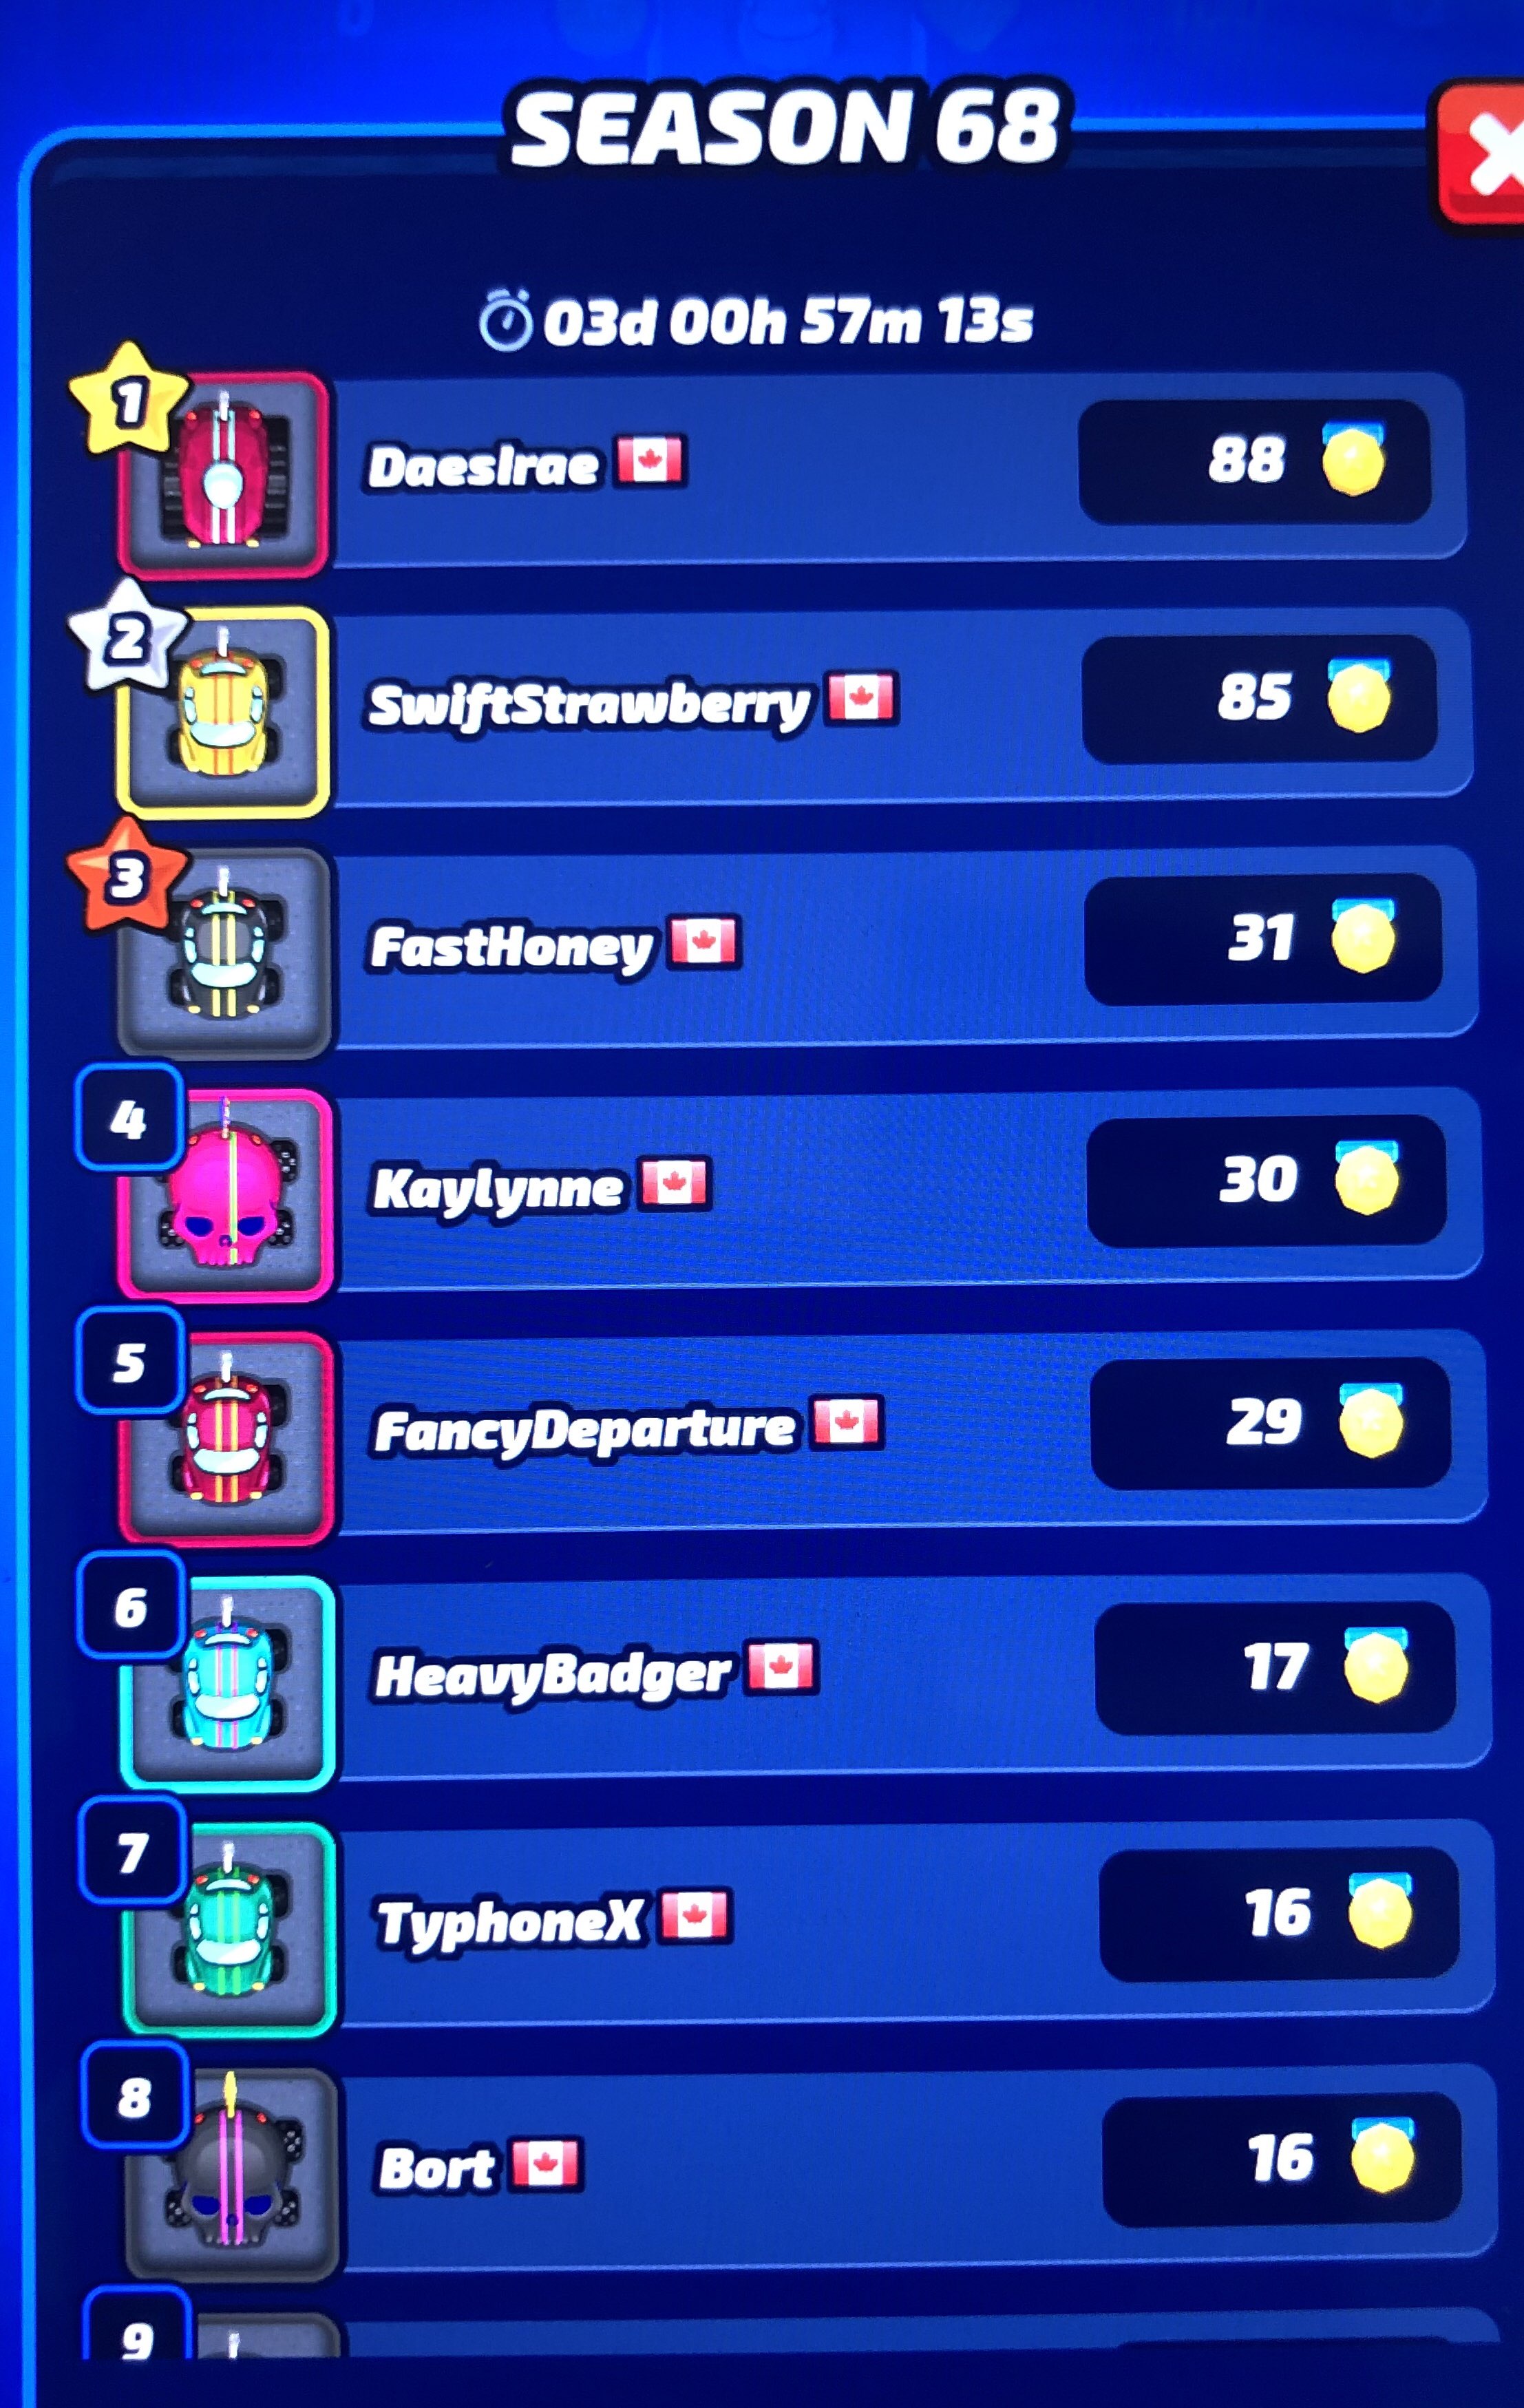 SEASON 68
03d 00h 57m 13s
1
DaesIrae 88
2
SwiftStrawberry 85
3
FastHoney 31
4
Kaylynne 30
5
FancyDeparture 29
6
HeavyBadger 17
7
TyphoneX 16
8
Bort 16
9